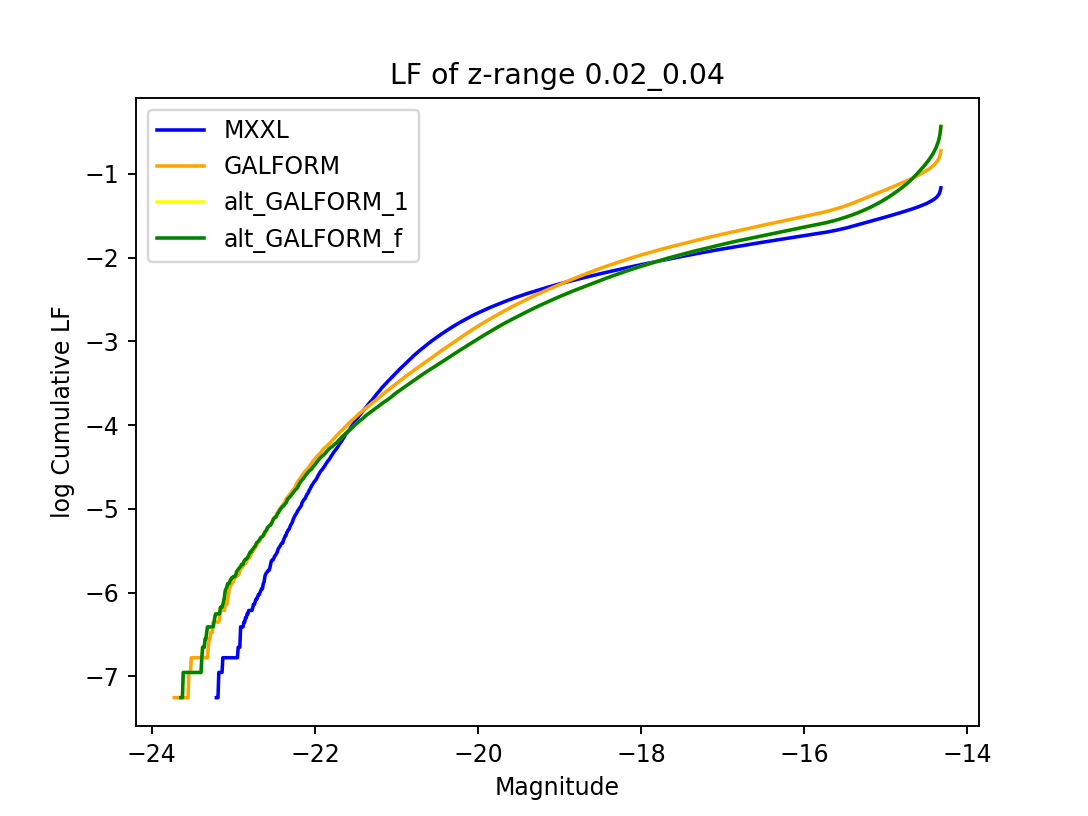 LF of z-range 0.02_0.04
MXXL
GALFORM
alt_GALFORM_1
alt_GALFORM_f
−1
−2
−3
−4
−5
−6
−7
log Cumulative LF
−24
−22
−20
−18
−16
−14
Magnitude